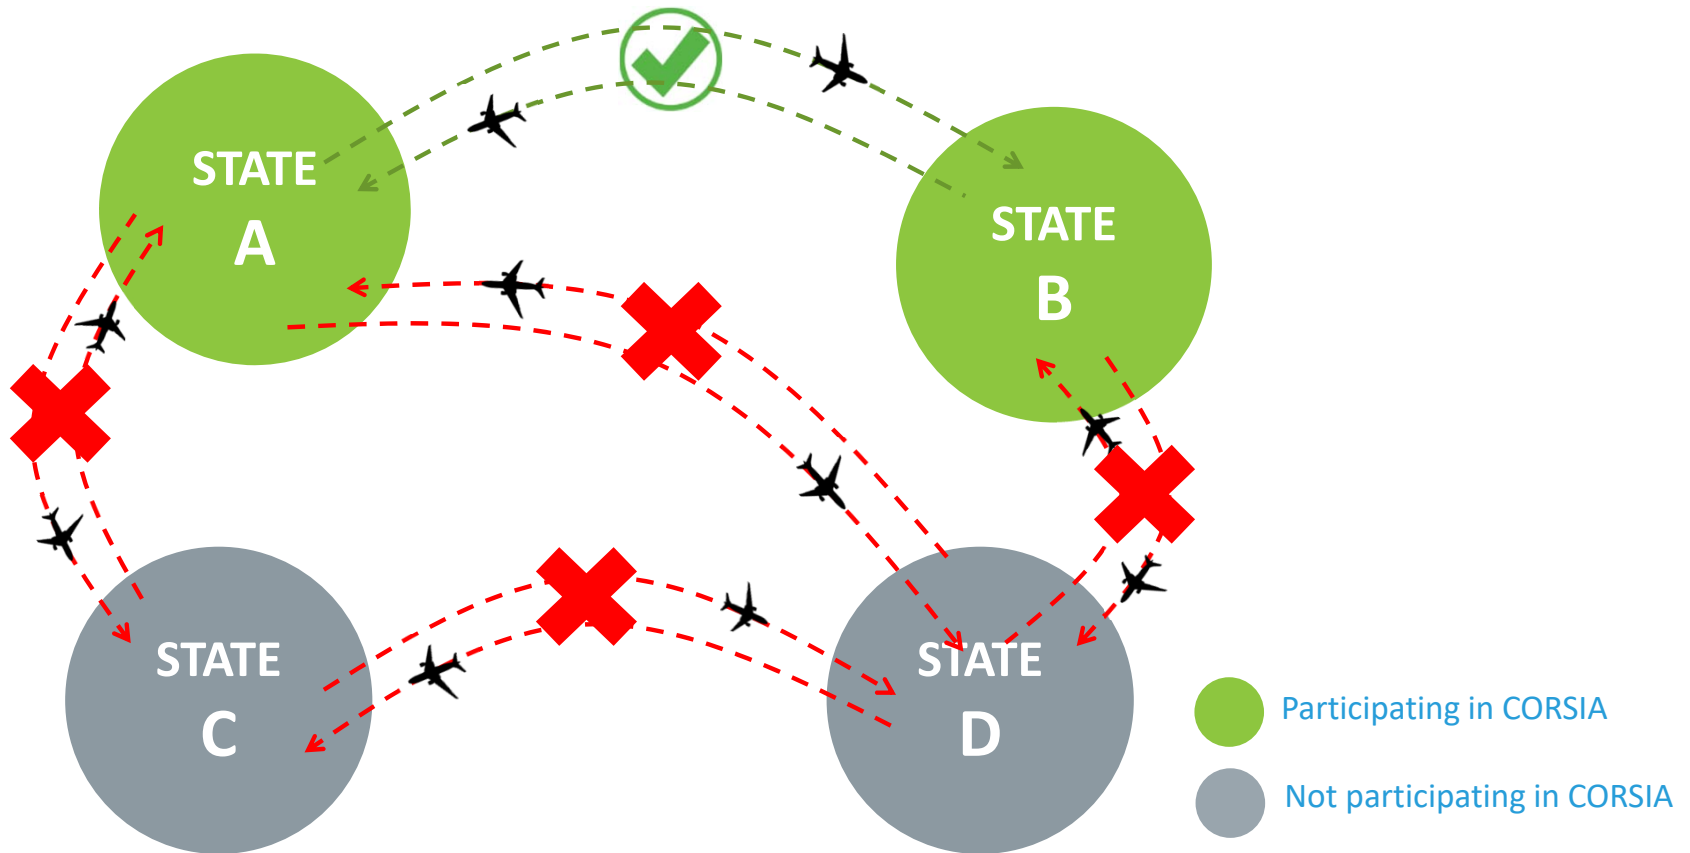 STATE
A
STATE
B
STATE
C
STATE
D
Participating in CORSIA
Not participating in CORSIA